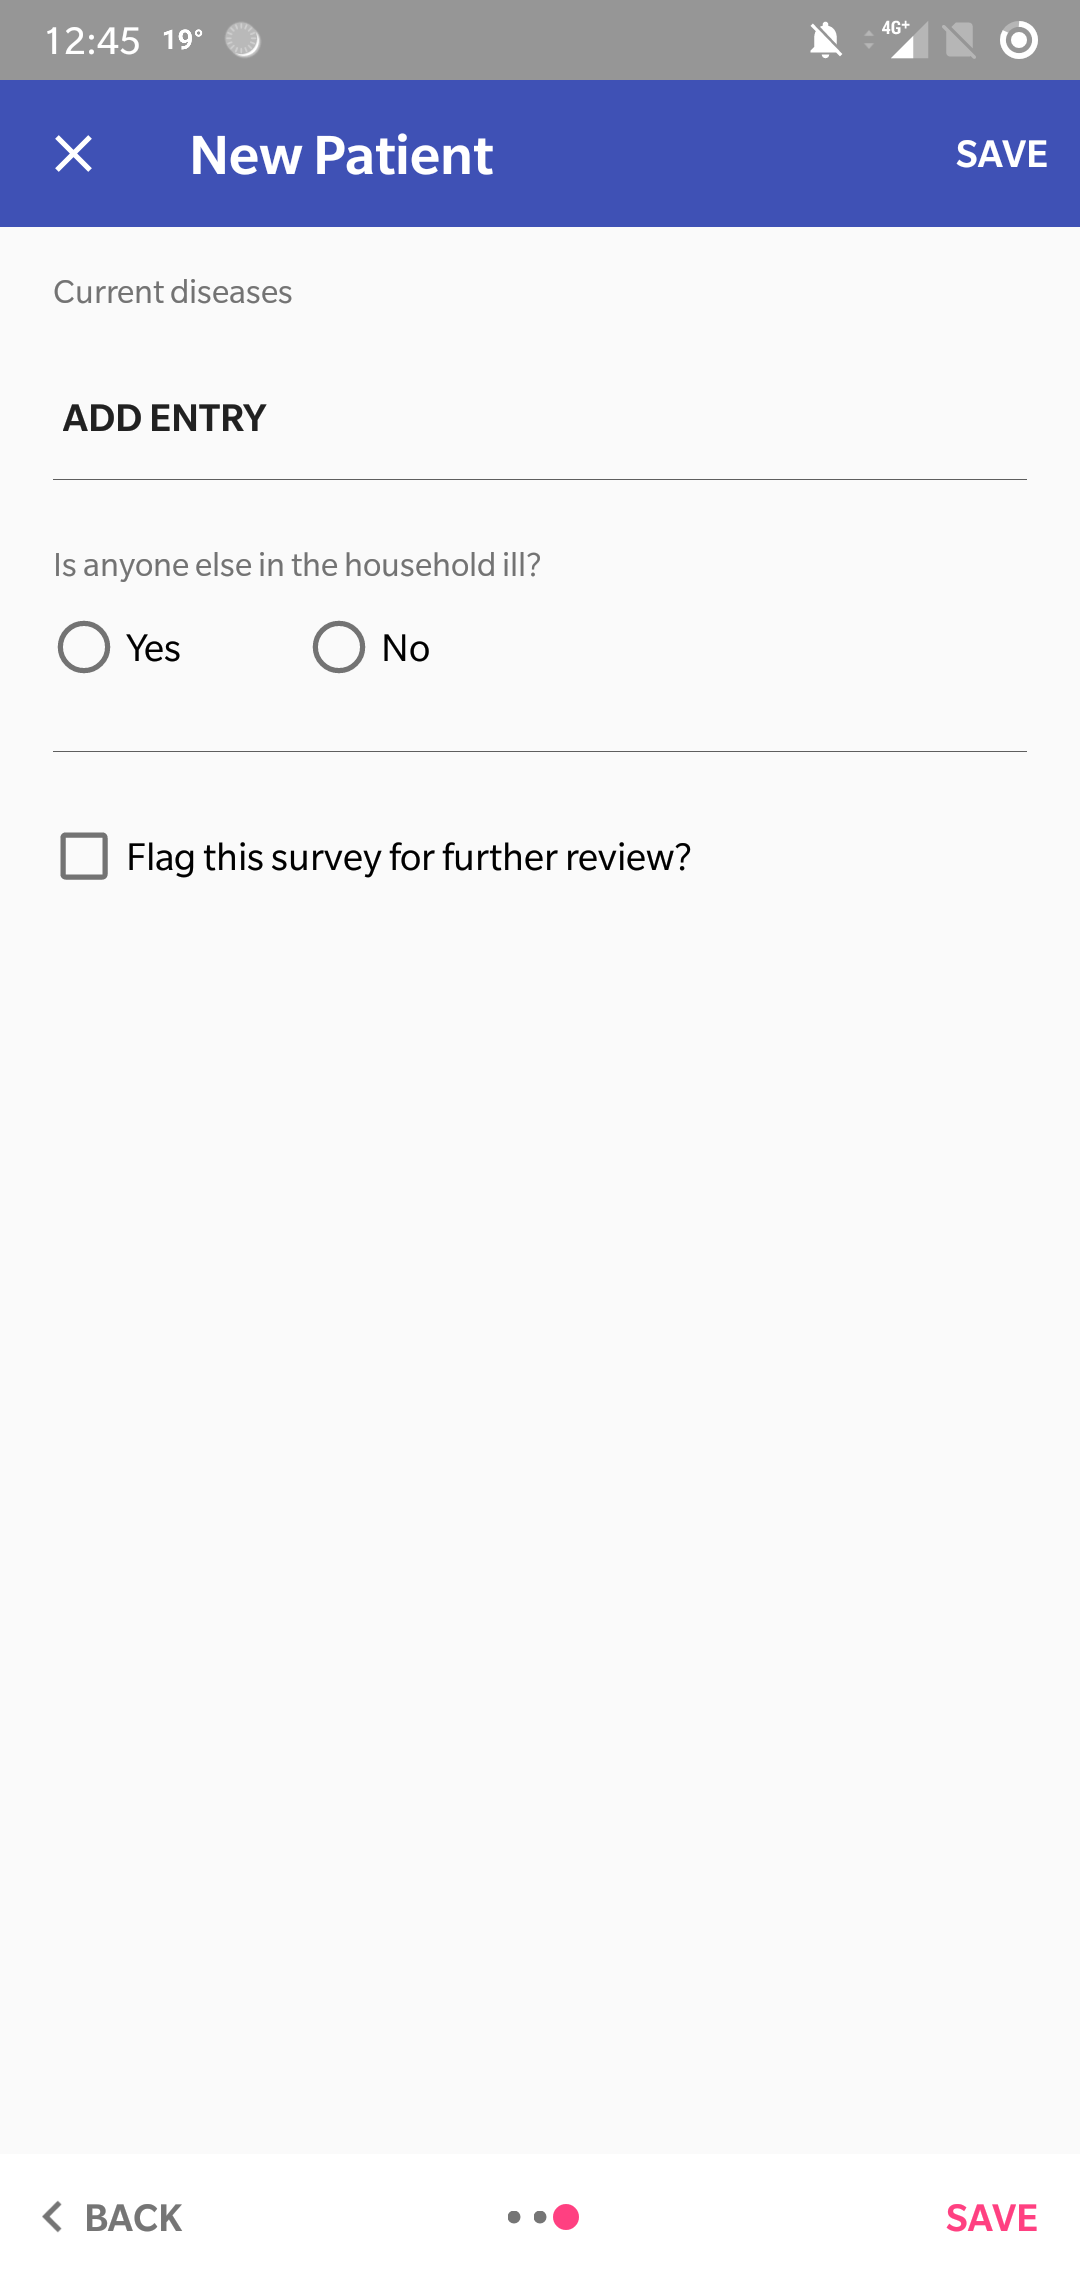 12:45 19° 4G+
New Patient SAVE
Current diseases
ADD ENTRY
Is anyone else in the household ill?
Yes No
Flag this survey for further review?
BACK SAVE